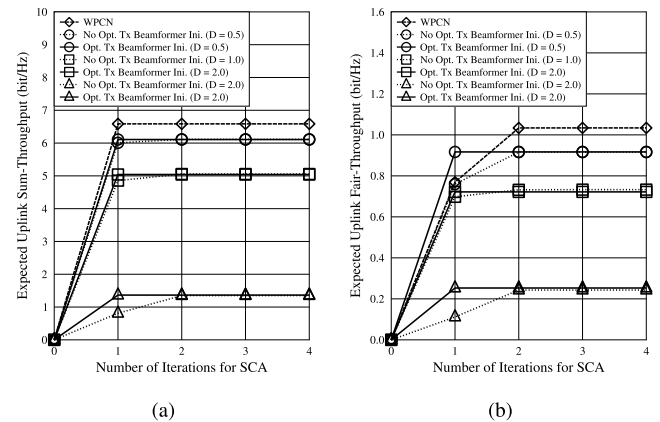 WPCN
No Opt. Tx Beamformer Ini. (D = 0.5)
Opt. Tx Beamformer Ini. (D = 0.5)
No Opt. Tx Beamformer Ini. (D = 1.0)
Opt. Tx Beamformer Ini. (D = 2.0)
No Opt. Tx Beamformer Ini. (D = 2.0)
Opt. Tx Beamformer Ini. (D = 2.0)
Expected Uplink Sum-Throughput (bit/Hz)
10
9
8
7
6
5
4
3
2
1
0
0 1 2 3 4
Number of Iterations for SCA
(a)
WPCN
No Opt. Tx Beamformer Ini. (D = 0.5)
Opt. Tx Beamformer Ini. (D = 0.5)
No Opt. Tx Beamformer Ini. (D = 1.0)
Opt. Tx Beamformer Ini. (D = 2.0)
No Opt. Tx Beamformer Ini. (D = 2.0)
Opt. Tx Beamformer Ini. (D = 2.0)
Expected Uplink Fair-Throughput (bit/Hz)
1.6
1.4
1.2
1.0
0.8
0.6
0.4
0.2
0.0
0 1 2 3 4
Number of Iterations for SCA
(b)